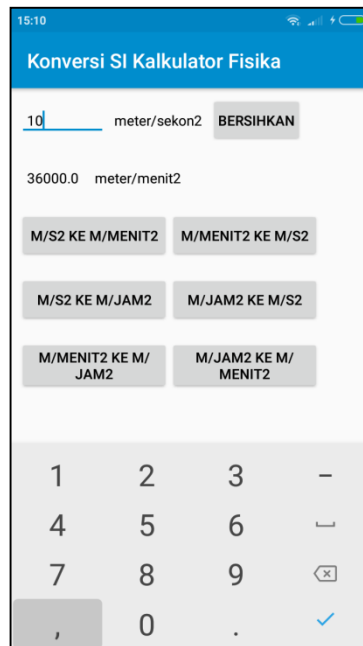 15:10
Konversi SI Kalkulator Fisika
10 meter/sekon2 BERSIHKAN
36000.0 meter/menit2
M/S2 KE M/MENIT2 M/MENIT2 KE M/S2
M/S2 KE M/JAM2 M/JAM2 KE M/S2
M/MENIT2 KE M/ M/JAM2 KE M/
JAM2 MENIT2
1 2 3 -
4 5 6
7 8 9
, 0 .